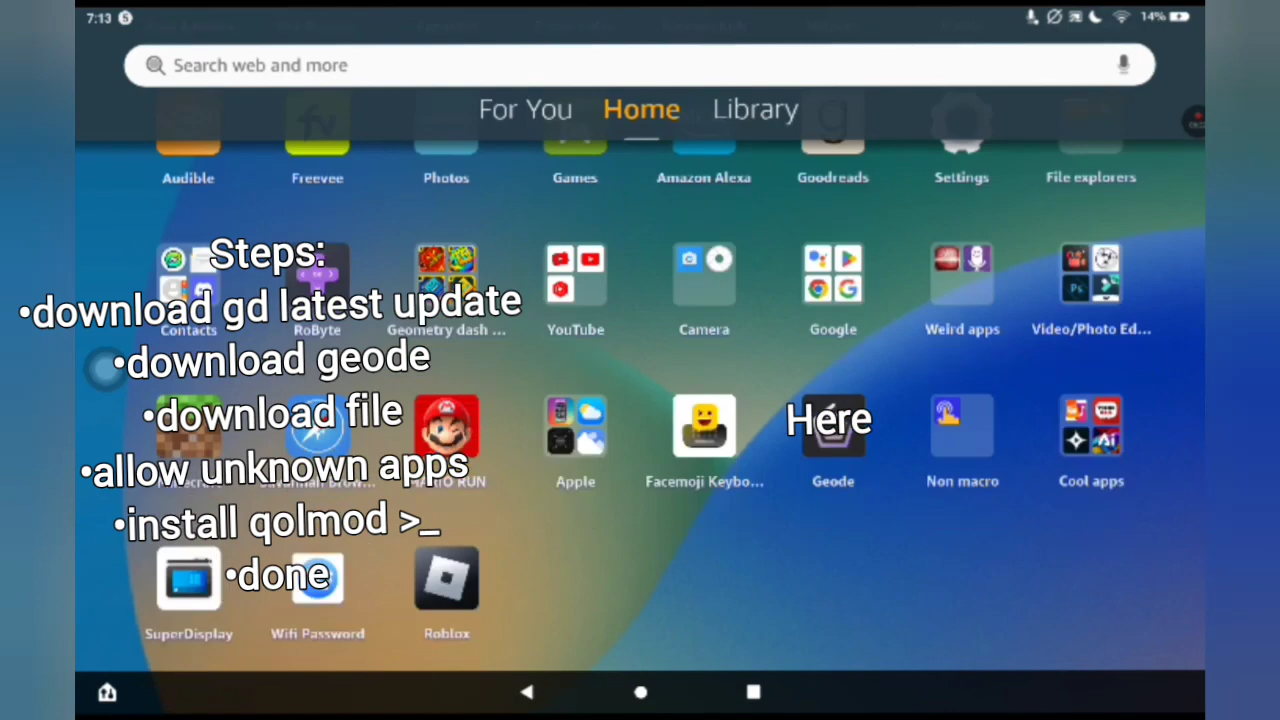 7:13
14%
Search web and more
For You Home Library
Audible Freevee Photos Games Amazon Alexa Goodreads Settings File explorers
Steps:
•download gd latest update
Contacts RoByte Geometry dash ... YouTube Camera Google Weird apps Video/Photo Ed...
•download geode
•download file
Here
•allow unknown apps
RUN Apple Facemoji Keybo... Geode Non macro Cool apps
•install qolmod >_
•done
SuperDisplay Wifi Password Roblox